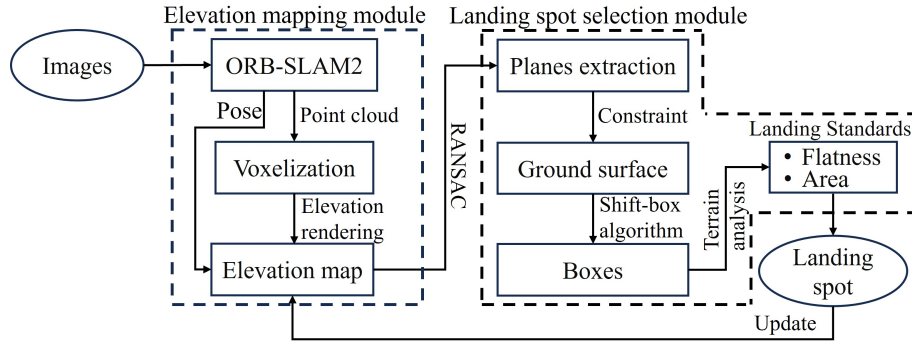 Elevation mapping module
Landing spot selection module
Images
ORB-SLAM2
Pose
Point cloud
Voxelization
Elevation
rendering
Elevation map
RANSAC
Planes extraction
Constraint
Ground surface
Shift-box
algorithm
Boxes
Terrain
analysis
Landing Standards
• Flatness
• Area
Landing
spot
Update